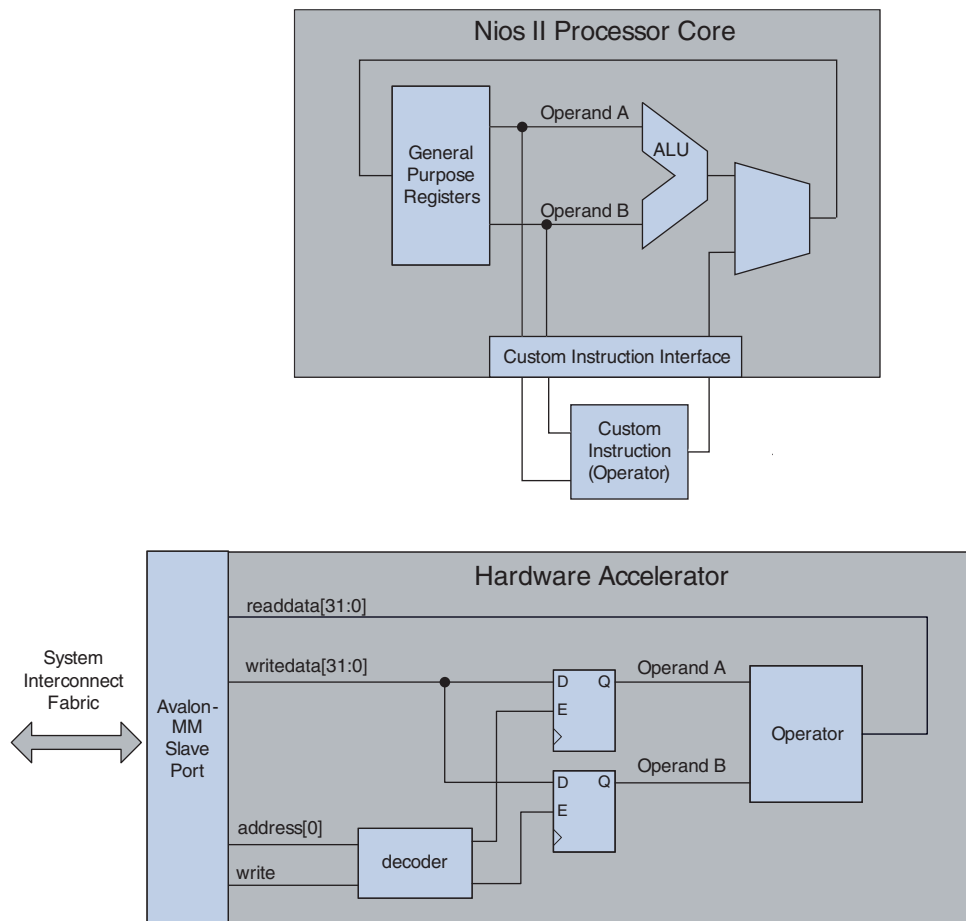 Nios II Processor Core
Operand A
ALU
General
Purpose
Registers
Operand B
Custom Instruction Interface
Custom
Instruction
(Operator)
Hardware Accelerator
readdata[31:0]
System
Interconnect
Fabric
writedata[31:0]
Avalon-
MM
Slave
Port
D Q
E
Operand A
Operator
D Q
E
Operand B
address[0]
decoder
write